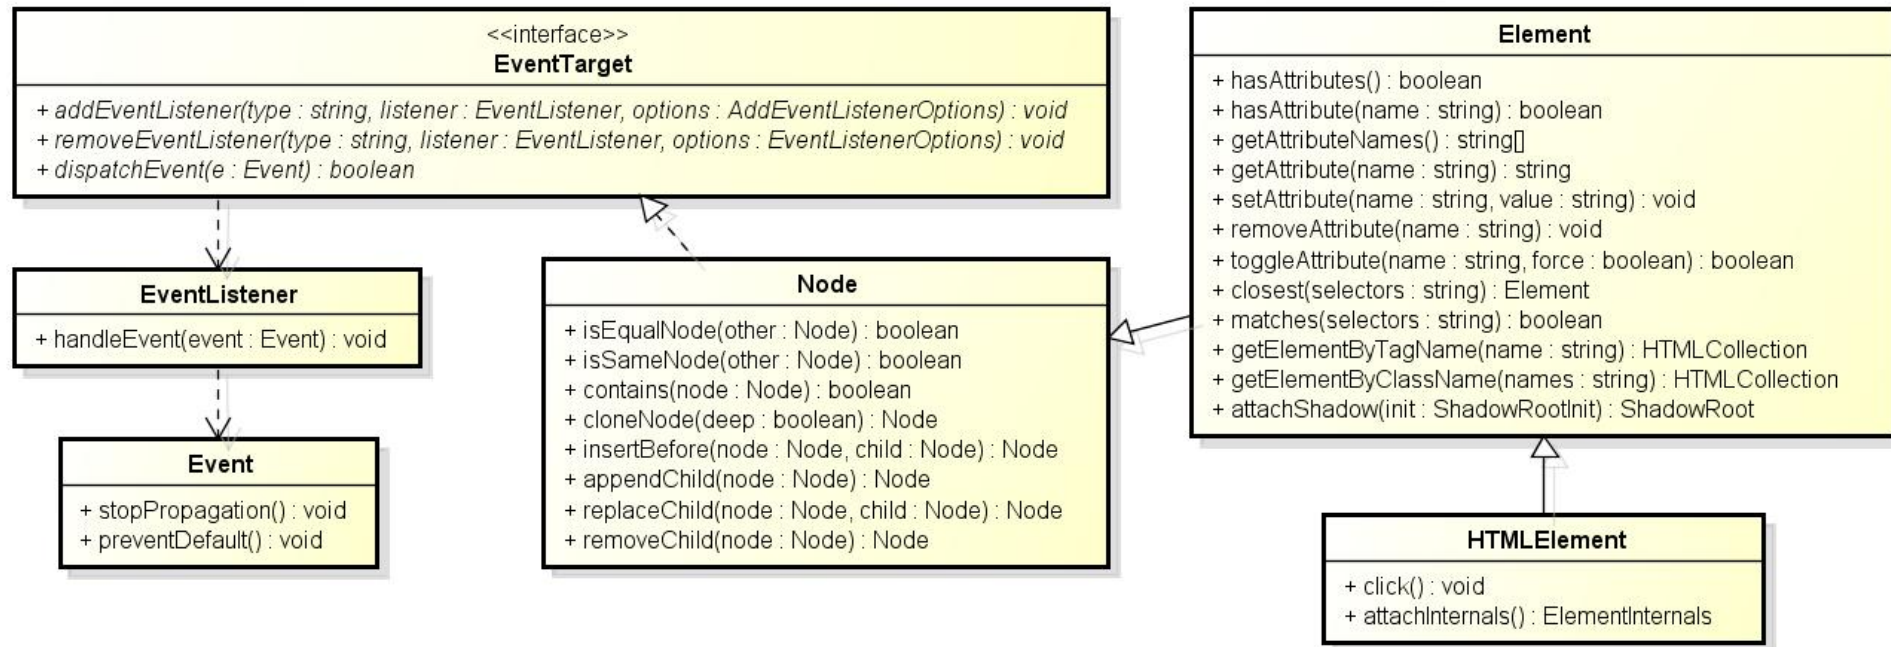 <<interface>>
EventTarget
+ addEventListener(type : string, listener : EventListener, options : AddEventListenerOptions) : void
+ removeEventListener(type : string, listener : EventListener, options : EventListenerOptions) : void
+ dispatchEvent(e : Event) : boolean
EventListener
+ handleEvent(event : Event) : void
Event
+ stopPropagation() : void
+ preventDefault() : void
Node
+ isEqualNode(other : Node) : boolean
+ isSameNode(other : Node) : boolean
+ contains(node : Node) : boolean
+ cloneNode(deep : boolean) : Node
+ insertBefore(node : Node, child : Node) : Node
+ appendChild(node : Node) : Node
+ replaceChild(node : Node, child : Node) : Node
+ removeChild(node : Node) : Node
Element
+ hasAttributes() : boolean
+ hasAttribute(name : string) : boolean
+ getAttributeNames() : string[]
+ getAttribute(name : string) : string
+ setAttribute(name : string, value : string) : void
+ removeAttribute(name : string) : void
+ toggleAttribute(name : string, force : boolean) : boolean
+ closest(selectors : string) : Element
+ matches(selectors : string) : boolean
+ getElementByTagName(name : string) : HTMLCollection
+ getElementByClassName(names : string) : HTMLCollection
+ attachShadow(init : ShadowRootInit) : ShadowRoot
HTMLElement
+ click() : void
+ attachInternals() : ElementInternals